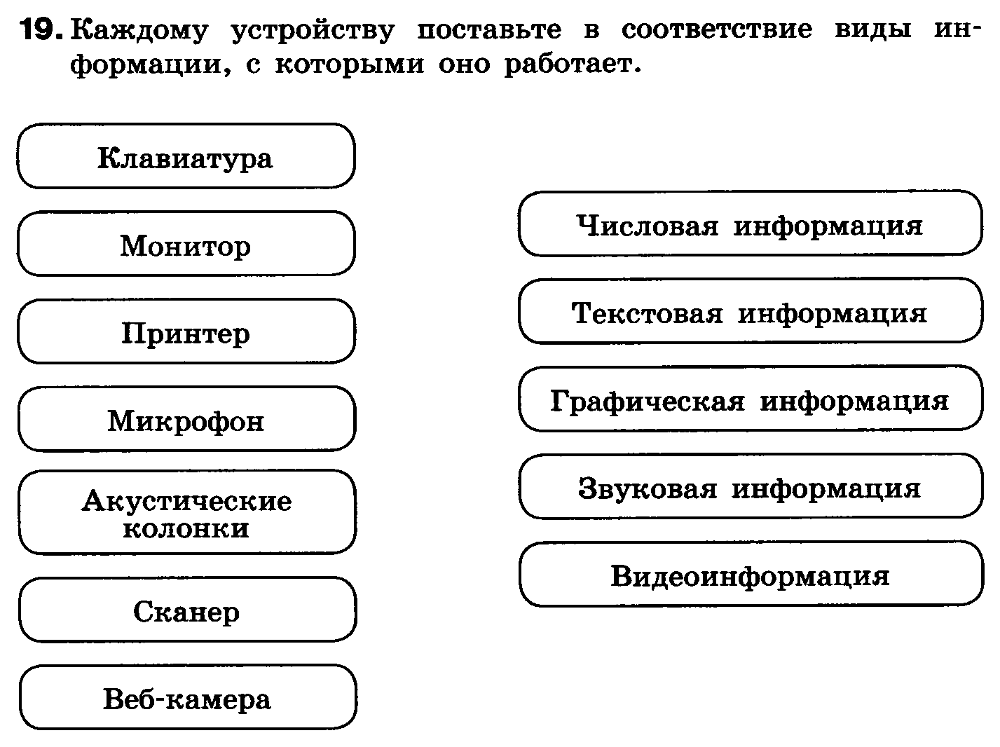 19. Каждому устройству поставьте в соответствие виды ин-
формации, с которыми оно работает.
Клавиатура
Монитор
Принтер
Микрофон
Акустические
колонки
Сканер
Веб-камера
Числовая информация
Текстовая информация
Графическая информация
Звуковая информация
Видеоинформация